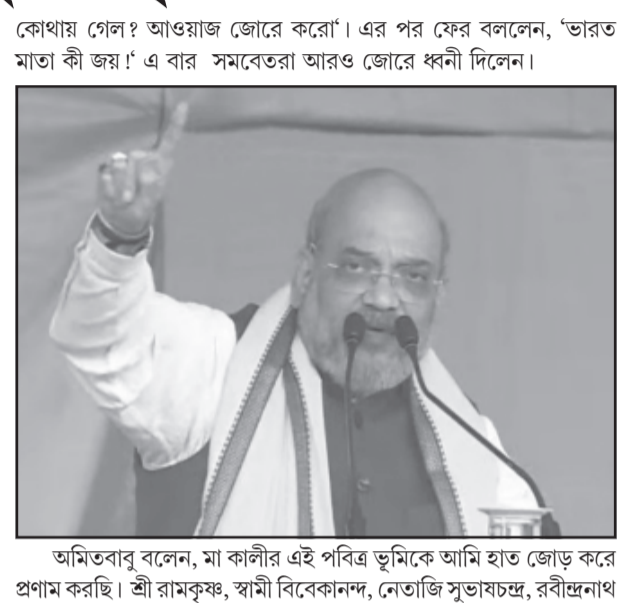 কোথায় গেল? আওয়াজ জোরে করো‘। এর পর ফের বললেন, ‘ভারত
মাতা কী জয়!‘ এ বার সমবেতরা আরও জোরে ধ্বনী দিলেন।
অমিতবাবু বলেন, মা কালীর এই পবিত্র ভূমিকে আমি হাত জোড় করে
প্রণাম করছি। শ্রী রামকৃষ্ণ, স্বামী বিবেকানন্দ, নেতাজি সুভাষচন্দ্র, রবীন্দ্রনাথ